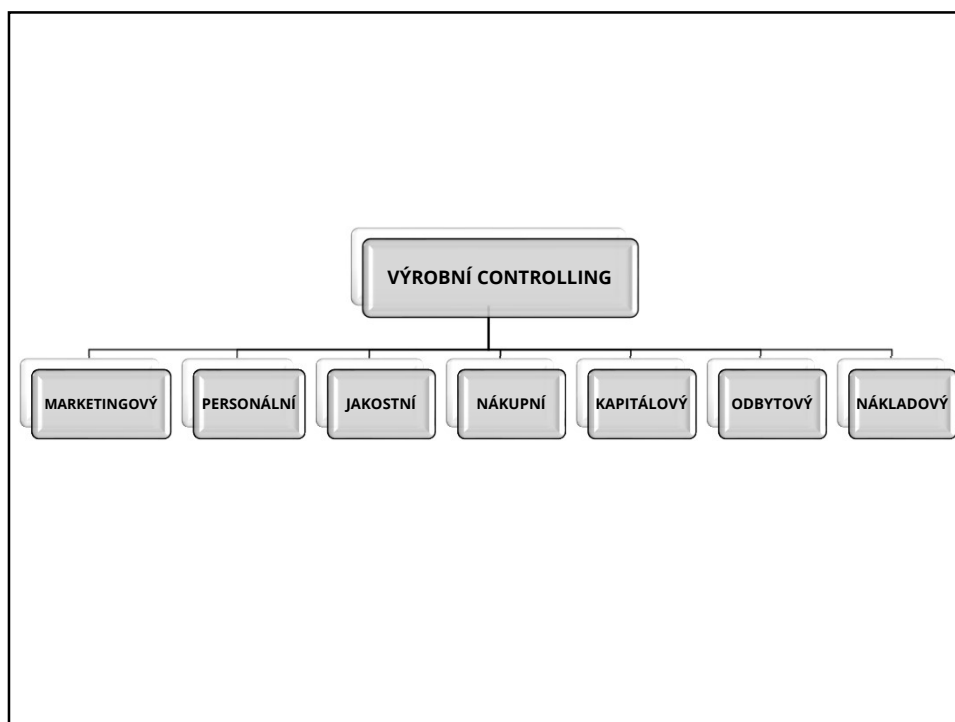 VÝROBNÍ CONTROLLING
MARKETINGOVÝ
PERSONÁLNÍ
JAKOSTNÍ
NÁKUPNÍ
KAPITÁLOVÝ
ODBYTOVÝ
NÁKLADOVÝ